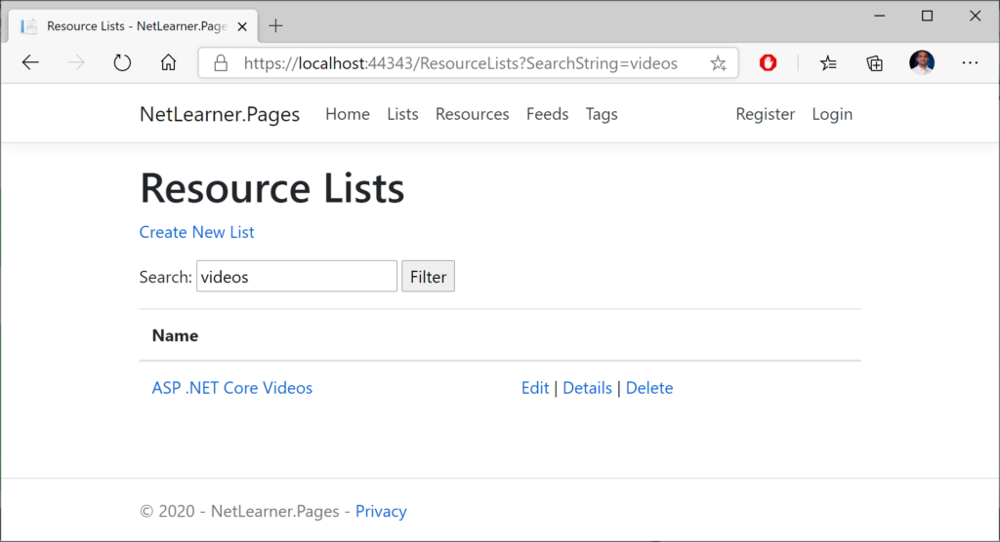 Resource Lists - NetLearner.Page
https://localhost:44343/ResourceLists?SearchString=videos
NetLearner.Pages Home Lists Resources Feeds Tags Register Login
Resource Lists
Create New List
Search: videos Filter
Name
ASP .NET Core Videos Edit | Details | Delete
© 2020 - NetLearner.Pages - Privacy